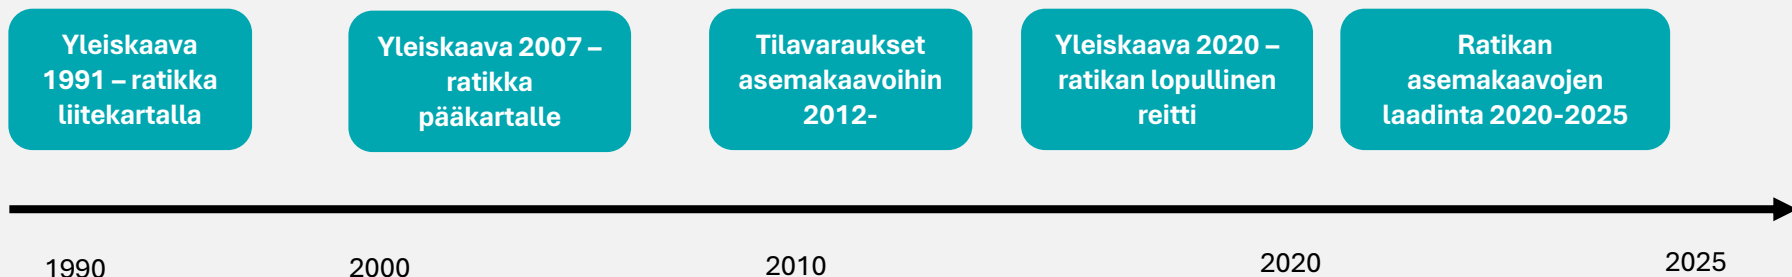 Yleiskaava
1991 – ratikka
liitekartalla
Yleiskaava 2007 –
ratikka
pääkartalle
Tilavaraukset
asemakaavoihin
2012-
Yleiskaava 2020 –
ratikan lopullinen
reitti
Ratikan
asemakaavojen
laadinta 2020-2025
1990
2000
2010
2020
2025